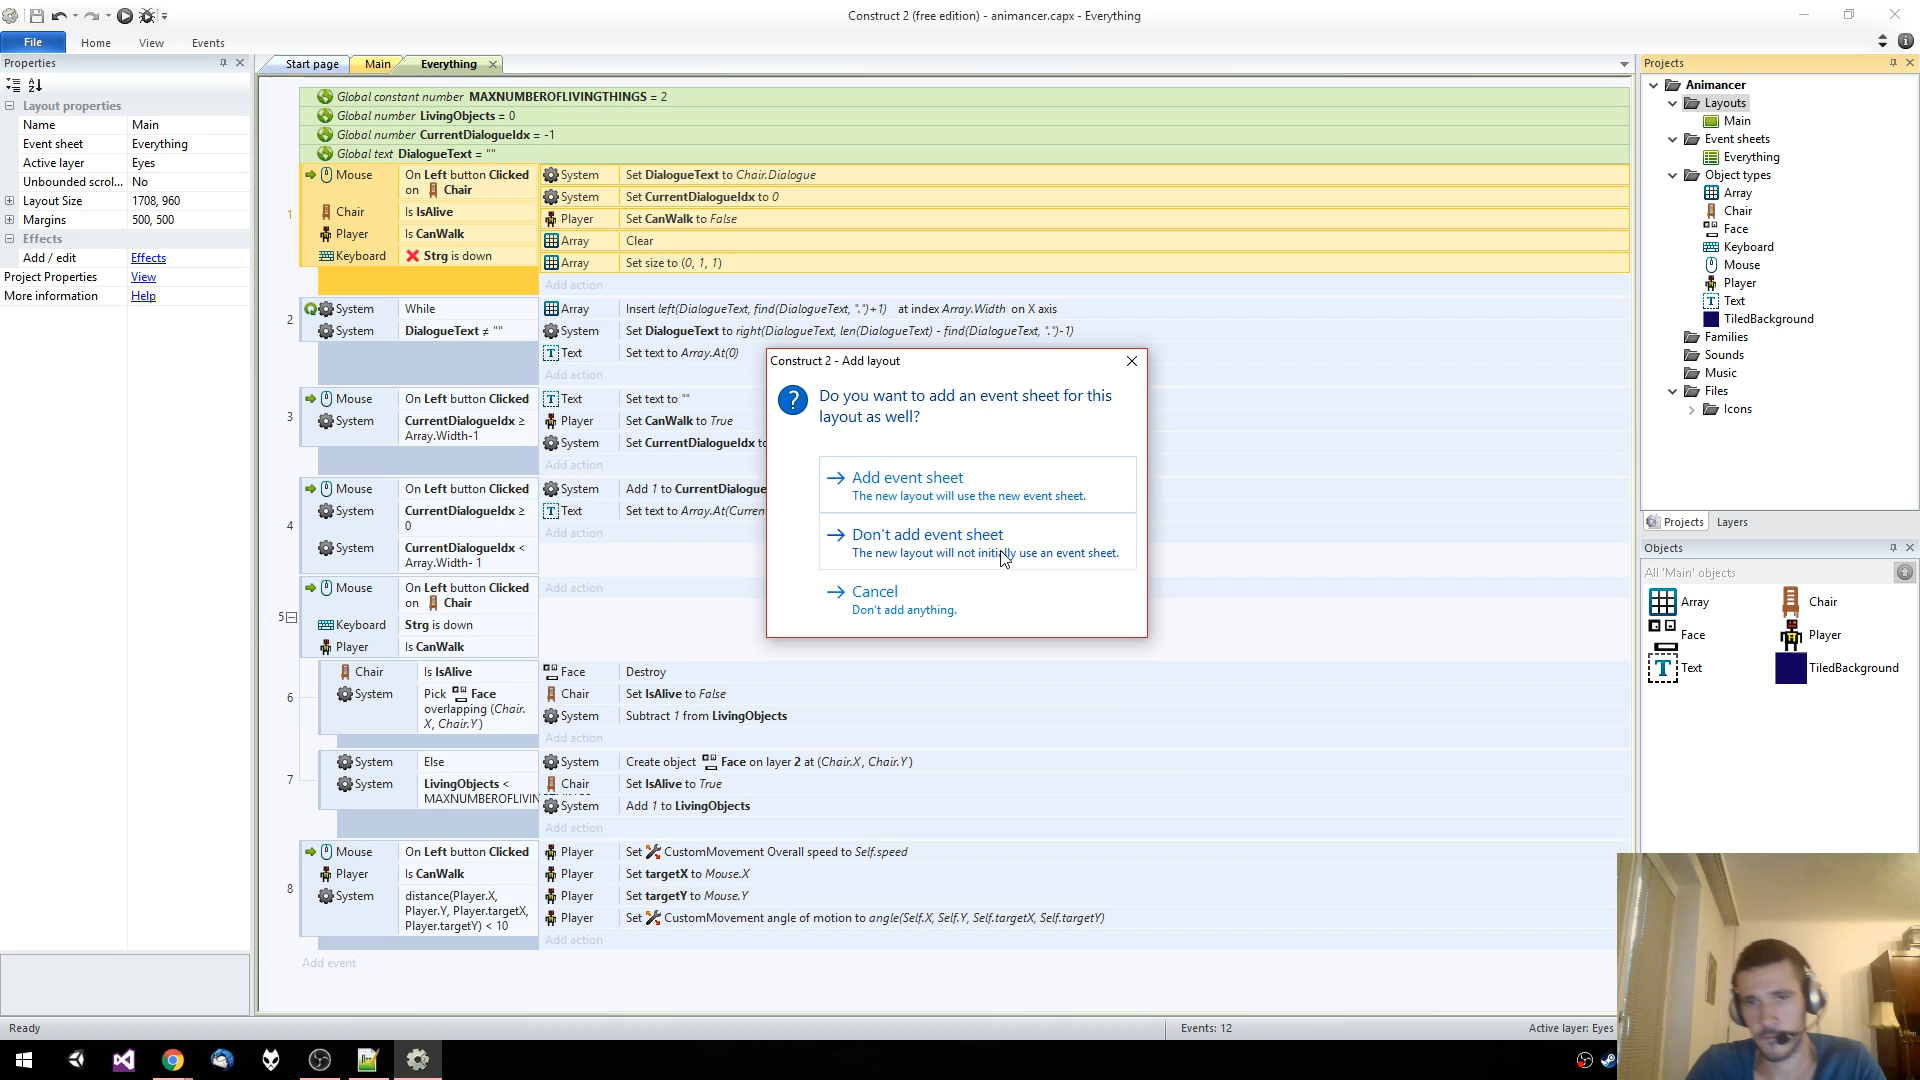 Construct 2 (free edition) - animancer.capx - Everything
File
Home
View
Events
Properties
Layout properties
Name
Main
Event sheet
Everything
Active layer
Eyes
Unbounded scrol...
No
Layout Size
1708, 960
Margins
500, 500
Effects
Add / edit
Effects
Project Properties
View
More information
Help
Start page
Main
Everything
Global constant number MAXNUMBEROFLIVINGTHINGS = 2
Global number LivingObjects = 0
Global number CurrentDialogueIdx = -1
Global text DialogueText = ""
1
Mouse
On Left button Clicked
on Chair
Chair
Is IsAlive
Player
Is CanWalk
Keyboard
Strg is down
System
Set DialogueText to Chair.Dialogue
System
Set CurrentDialogueIdx to 0
Player
Set CanWalk to False
Array
Clear
Array
Set size to (0, 1, 1)
Add action
2
System
While
System
DialogueText ≠ ""
Array
Insert left(DialogueText, find(DialogueText, ".")+1) at index Array.Width on X axis
System
Set DialogueText to right(DialogueText, len(DialogueText) - find(DialogueText, ".")-1)
Text
Set text to Array.At(0)
Add action
3
Mouse
On Left button Clicked
System
CurrentDialogueIdx ≥
Array.Width-1
Text
Set text to ""
Player
Set CanWalk to True
System
Set CurrentDialogueIdx to
Add action
4
Mouse
On Left button Clicked
System
CurrentDialogueIdx ≥
0
System
CurrentDialogueIdx <
Array.Width- 1
System
Add 1 to CurrentDialogue
Text
Set text to Array.At(Current
Add action
5
Mouse
On Left button Clicked
on Chair
Keyboard
Strg is down
Player
Is CanWalk
Add action
6
Chair
Is IsAlive
System
Pick Face
overlapping (Chair.
X, Chair.Y)
Face
Destroy
Chair
Set IsAlive to False
System
Subtract 1 from LivingObjects
Add action
7
System
Else
System
LivingObjects <
MAXNUMBEROFLIVIN
System
Create object Face on layer 2 at (Chair.X, Chair.Y)
Chair
Set IsAlive to True
System
Add 1 to LivingObjects
Add action
8
Mouse
On Left button Clicked
Player
Is CanWalk
System
distance(Player.X,
Player.Y, Player.targetX,
Player.targetY) < 10
Player
Set CustomMovement Overall speed to Self.speed
Player
Set targetX to Mouse.X
Player
Set targetY to Mouse.Y
Player
Set CustomMovement angle of motion to angle(Self.X, Self.Y, Self.targetX, Self.targetY)
Add action
Add event
Construct 2 - Add layout
Do you want to add an event sheet for this
layout as well?
Add event sheet
The new layout will use the new event sheet.
Don't add event sheet
The new layout will not initially use an event sheet.
Cancel
Don't add anything.
Projects
Animancer
Layouts
Main
Event sheets
Everything
Object types
Array
Chair
Face
Keyboard
Mouse
Player
Text
TiledBackground
Families
Sounds
Music
Files
Icons
Projects
Layers
Objects
All 'Main' objects
Array
Chair
Face
Player
Text
TiledBackground
Ready
Events: 12
Active layer: Eyes